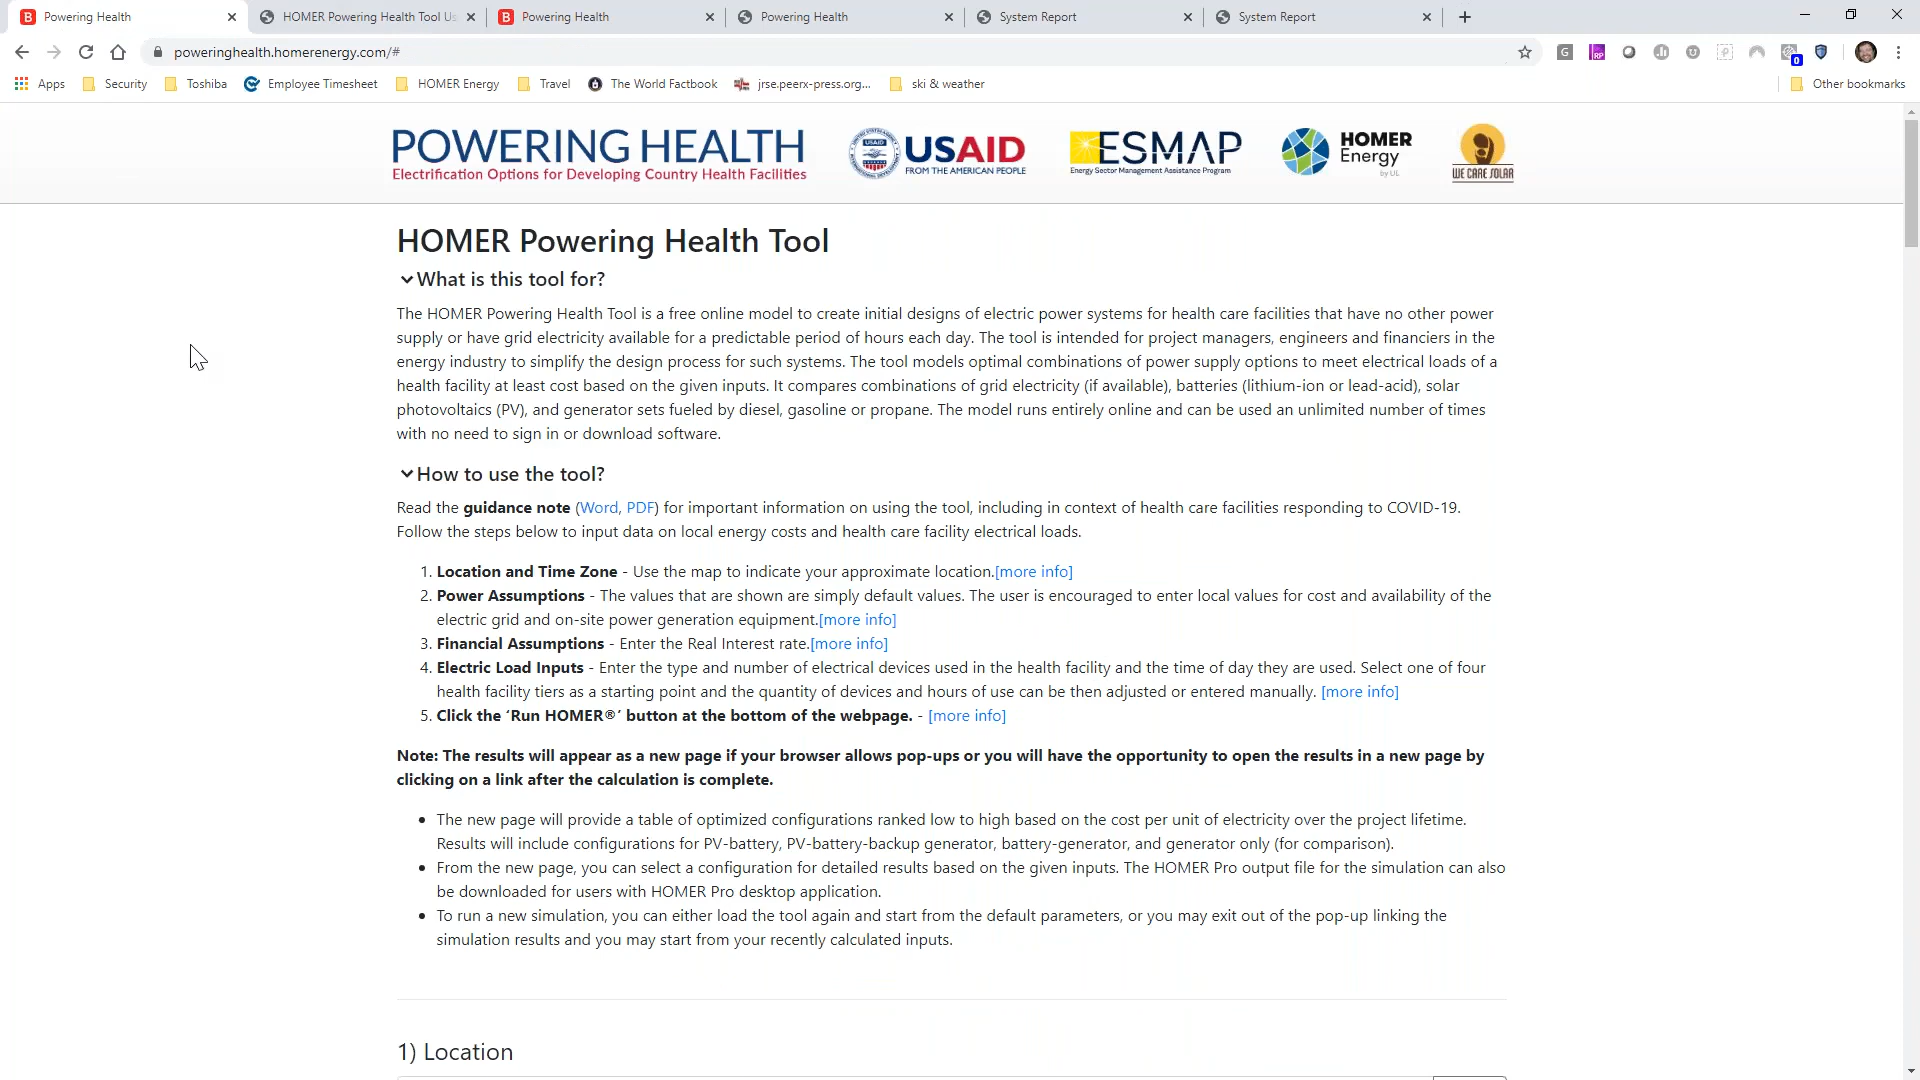 Powering Health
HOMER Powering Health Tool Us
Powering Health
Powering Health
System Report
System Report
poweringhealth.homerenergy.com/#
0
Apps
Security
Toshiba
Employee Timesheet
HOMER Energy
Travel
The World Factbook
jrse.peerx-press.org...
ski & weather
Other bookmarks
POWERING HEALTH
Electrification Options for Developing Country Health Facilities
USAID
USAID
FROM THE AMERICAN PEOPLE
ESMAP
Energy Sector Management Assistance Program
HOMER
Energy
by UL
WE CARE SOLAR
HOMER Powering Health Tool
What is this tool for?
The HOMER Powering Health Tool is a free online model to create initial designs of electric power systems for health care facilities that have no other power
supply or have grid electricity available for a predictable period of hours each day. The tool is intended for project managers, engineers and financiers in the
energy industry to simplify the design process for such systems. The tool models optimal combinations of power supply options to meet electrical loads of a
health facility at least cost based on the given inputs. It compares combinations of grid electricity (if available), batteries (lithium-ion or lead-acid), solar
photovoltaics (PV), and generator sets fueled by diesel, gasoline or propane. The model runs entirely online and can be used an unlimited number of times
with no need to sign in or download software.
How to use the tool?
Read the guidance note (Word, PDF) for important information on using the tool, including in context of health care facilities responding to COVID-19.
Follow the steps below to input data on local energy costs and health care facility electrical loads.
1. Location and Time Zone - Use the map to indicate your approximate location.[more info]
2. Power Assumptions - The values that are shown are simply default values. The user is encouraged to enter local values for cost and availability of the
electric grid and on-site power generation equipment.[more info]
3. Financial Assumptions - Enter the Real Interest rate.[more info]
4. Electric Load Inputs - Enter the type and number of electrical devices used in the health facility and the time of day they are used. Select one of four
health facility tiers as a starting point and the quantity of devices and hours of use can be then adjusted or entered manually. [more info]
5. Click the ‘Run HOMER®’ button at the bottom of the webpage. - [more info]
Note: The results will appear as a new page if your browser allows pop-ups or you will have the opportunity to open the results in a new page by
clicking on a link after the calculation is complete.
• The new page will provide a table of optimized configurations ranked low to high based on the cost per unit of electricity over the project lifetime.
Results will include configurations for PV-battery, PV-battery-backup generator, battery-generator, and generator only (for comparison).
• From the new page, you can select a configuration for detailed results based on the given inputs. The HOMER Pro output file for the simulation can also
be downloaded for users with HOMER Pro desktop application.
• To run a new simulation, you can either load the tool again and start from the default parameters, or you may exit out of the pop-up linking the
simulation results and you may start from your recently calculated inputs.
1) Location